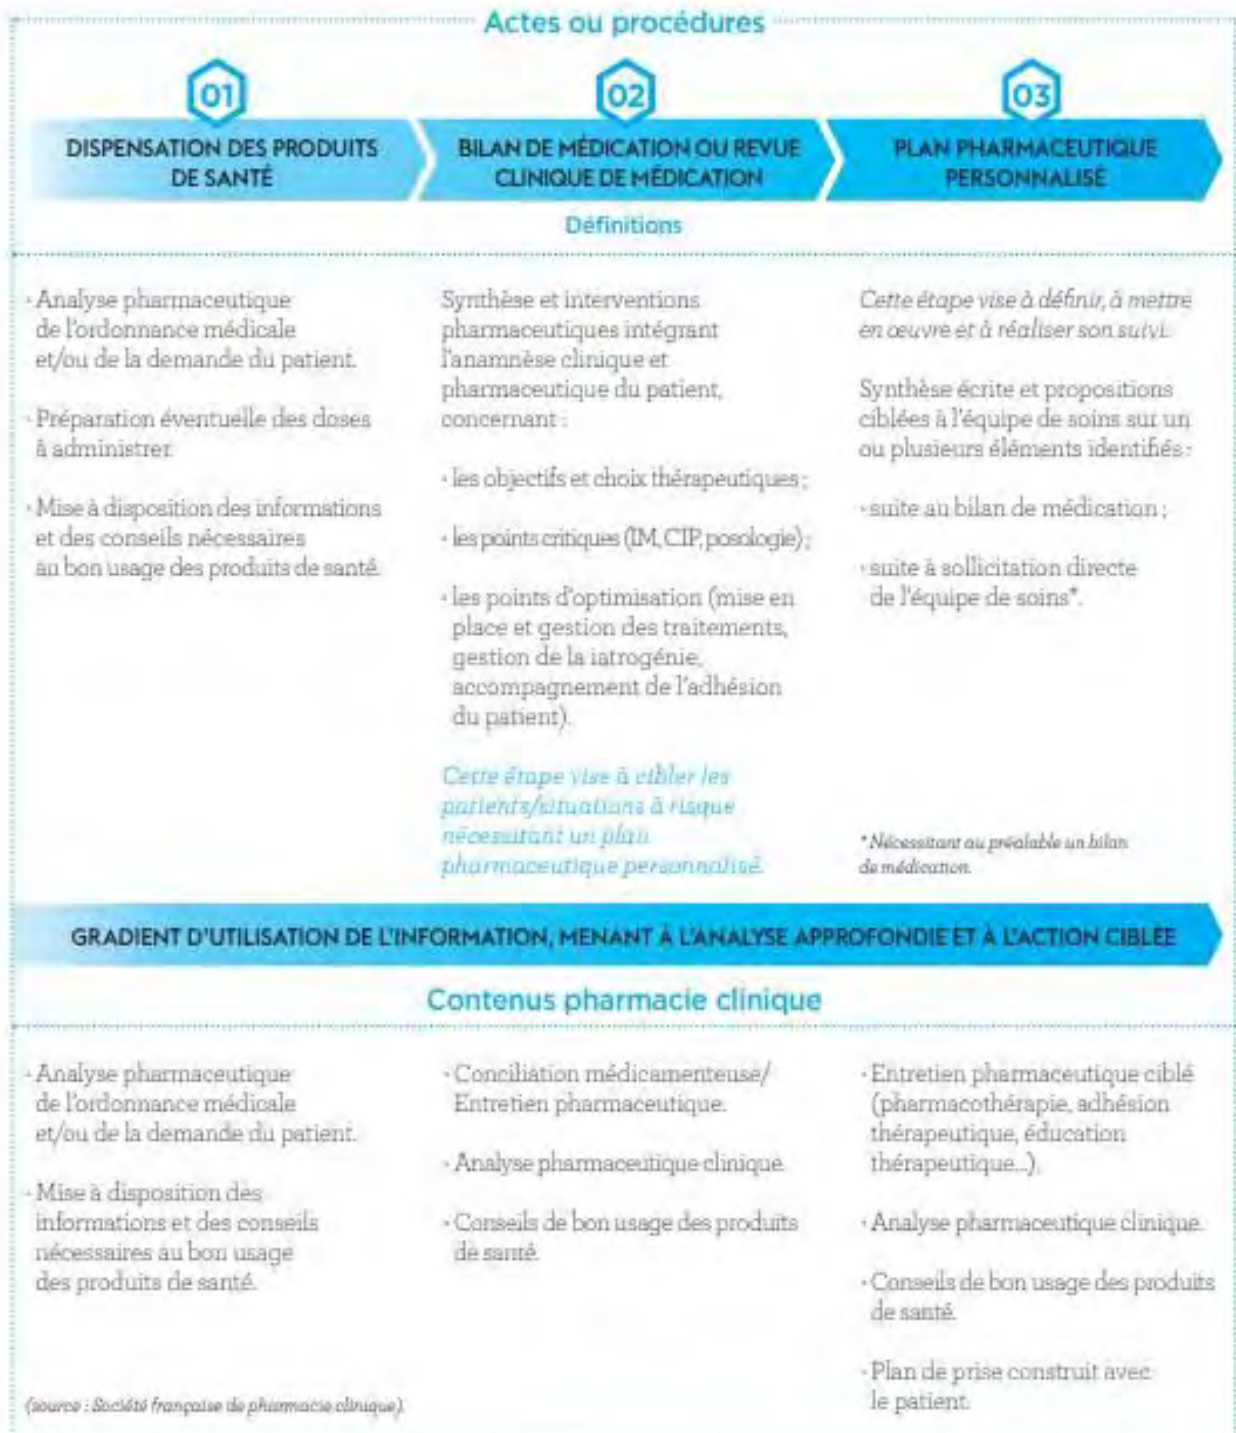 Actes ou procédures
01
DISPENSATION DES PRODUITS
DE SANTÉ
02
BILAN DE MÉDICATION OU REVUE
CLINIQUE DE MÉDICATION
03
PLAN PHARMACEUTIQUE
PERSONNALISÉ
Définitions
· Analyse pharmaceutique
de l'ordonnance médicale
et/ou de la demande du patient.
· Préparation éventuelle des doses
à administrer.
· Mise à disposition des informations
et des conseils nécessaires
au bon usage des produits de santé.
Synthèse et interventions
pharmaceutiques intégrant
l'anamnèse clinique et
pharmaceutique du patient,
concernant :
· les objectifs et choix thérapeutiques ;
· les points critiques (IM, CIP, posologie) ;
· les points d'optimisation (mise en
place et gestion des traitements,
gestion de la iatrogénie,
accompagnement de l'adhésion
du patient).
Cette étape vise à cibler les
patients/situations à risque
nécessitant un plan
pharmaceutique personnalisé.
Cette étape vise à définir, à mettre
en œuvre et à réaliser son suivi.
Synthèse écrite et propositions
ciblées à l'équipe de soins sur un
ou plusieurs éléments identifiés :
· suite au bilan de médication ;
· suite à sollicitation directe
de l'équipe de soins*.
* Nécessitant au préalable un bilan
de médication.
GRADIENT D'UTILISATION DE L'INFORMATION, MENANT À L'ANALYSE APPROFONDIE ET À L'ACTION CIBLÉE
Contenus pharmacie clinique
· Analyse pharmaceutique
de l'ordonnance médicale
et/ou de la demande du patient.
· Mise à disposition des
informations et des conseils
nécessaires au bon usage
des produits de santé.
· Conciliation médicamenteuse/
Entretien pharmaceutique.
· Analyse pharmaceutique clinique.
· Conseils de bon usage des produits
de santé.
· Entretien pharmaceutique ciblé
(pharmacothérapie, adhésion
thérapeutique, éducation
thérapeutique...).
· Analyse pharmaceutique clinique.
· Conseils de bon usage des produits
de santé.
· Plan de prise construit avec
le patient.
(source : Société française de pharmacie clinique).